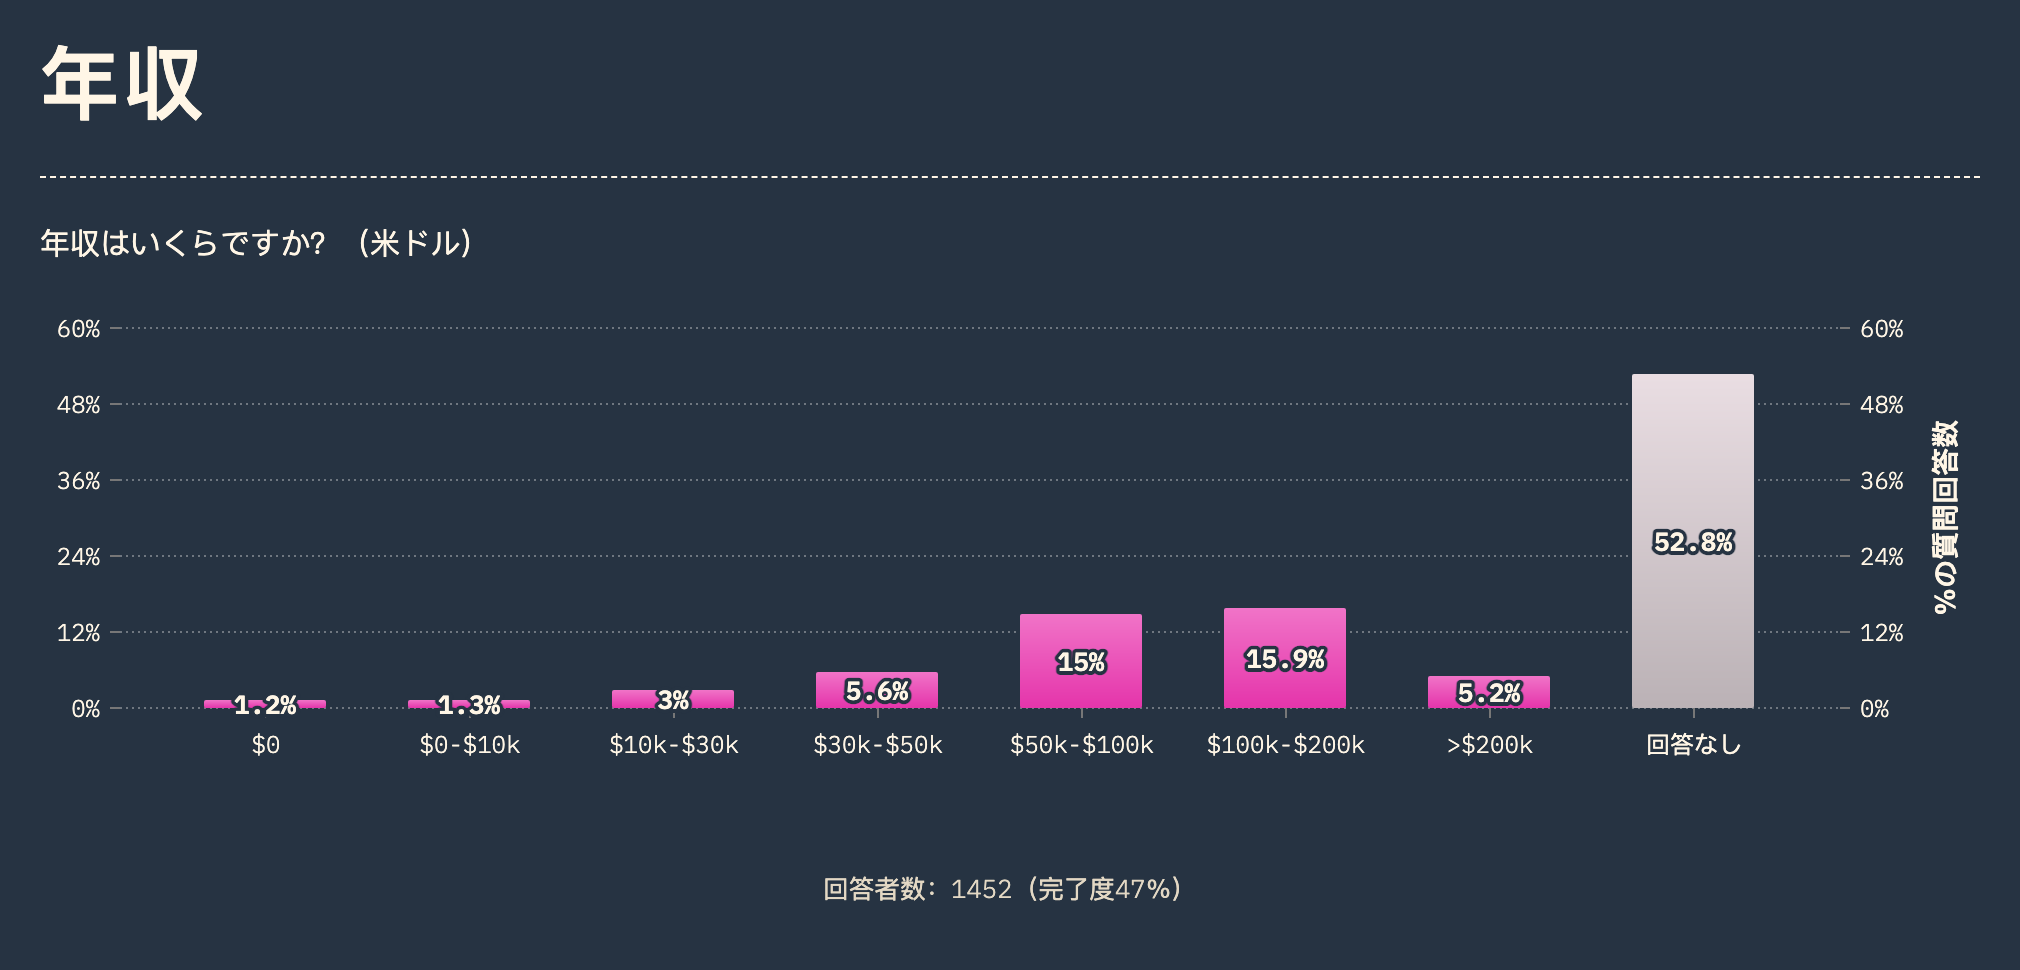 年収
年収はいくらですか? (米ドル)
60%
48%
36%
24%
12%
0%
60%
48%
36%
24%
12%
0%
%の質問回答数
1.2%
1.3%
3%
5.6%
15%
15.9%
5.2%
52.8%
$0
$0-$10k
$10k-$30k
$30k-$50k
$50k-$100k
$100k-$200k
>$200k
回答なし
回答者数: 1452 (完了度47%)